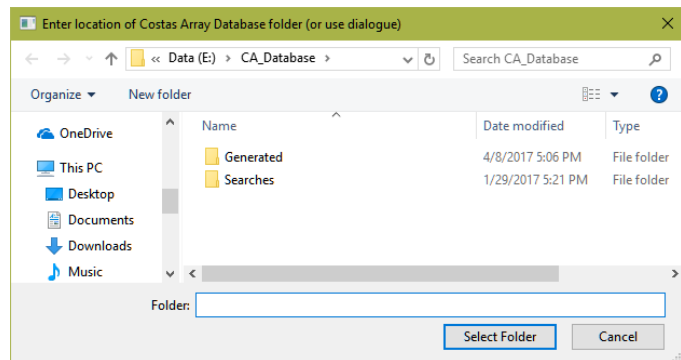 Enter location of Costas Array Database folder (or use dialogue)
« Data (E:) > CA_Database > Search CA_Database
Organize New folder ?
Name Date modified Type
OneDrive
This PC
Desktop
Documents
Downloads
Music
Generated 4/8/2017 5:06 PM File folder
Searches 1/29/2017 5:21 PM File folder
Folder:
Select Folder Cancel